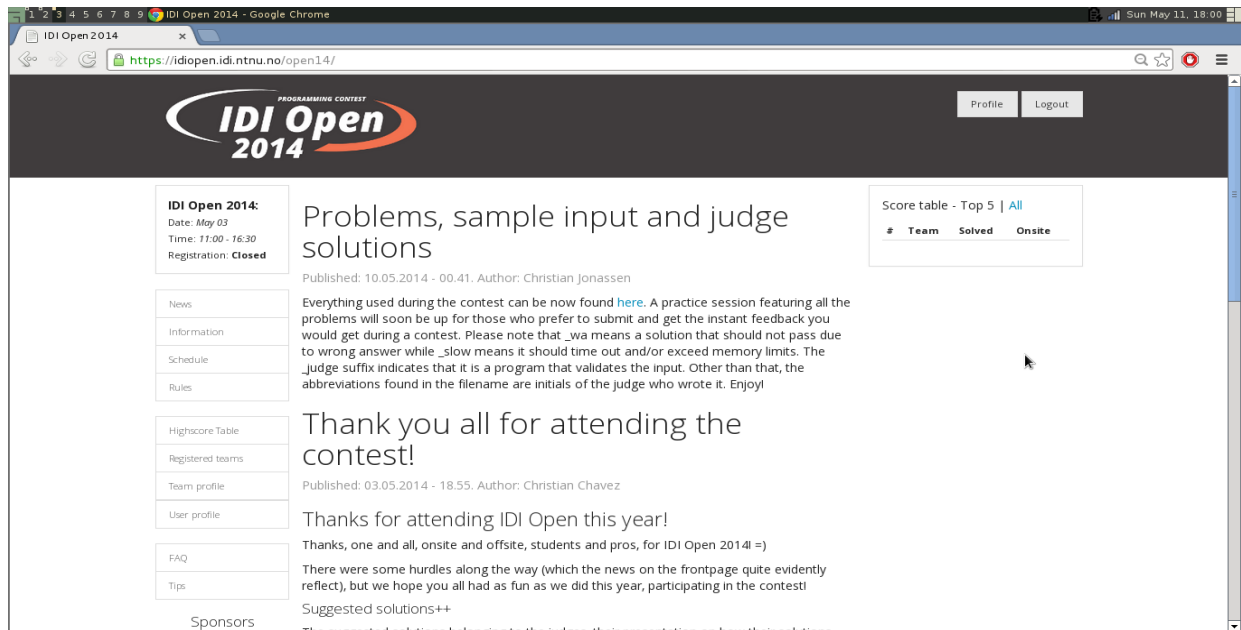 1 2 3 4 5 6 7 8 9 IDI Open 2014 - Google Chrome
Sun May 11, 18:00
IDI Open 2014
https://idiopen.idi.ntnu.no/open14/
PROGRAMMING CONTEST
IDI Open
2014
Profile
Logout
IDI Open 2014:
Date: May 03
Time: 11:00 - 16:30
Registration: Closed
News
Information
Schedule
Rules
Highscore Table
Registered teams
Team profile
User profile
FAQ
Tips
Sponsors
Problems, sample input and judge
solutions
Published: 10.05.2014 - 00.41. Author: Christian Jonassen
Everything used during the contest can be now found here. A practice session featuring all the
problems will soon be up for those who prefer to submit and get the instant feedback you
would get during a contest. Please note that _wa means a solution that should not pass due
to wrong answer while _slow means it should time out and/or exceed memory limits. The
_judge suffix indicates that it is a program that validates the input. Other than that, the
abbreviations found in the filename are initials of the judge who wrote it. Enjoy!
Thank you all for attending the
contest!
Published: 03.05.2014 - 18.55. Author: Christian Chavez
Thanks for attending IDI Open this year!
Thanks, one and all, onsite and offsite, students and pros, for IDI Open 2014! =)
There were some hurdles along the way (which the news on the frontpage quite evidently
reflect), but we hope you all had as fun as we did this year, participating in the contest!
Suggested solutions++
Score table - Top 5 | All
# Team Solved Onsite